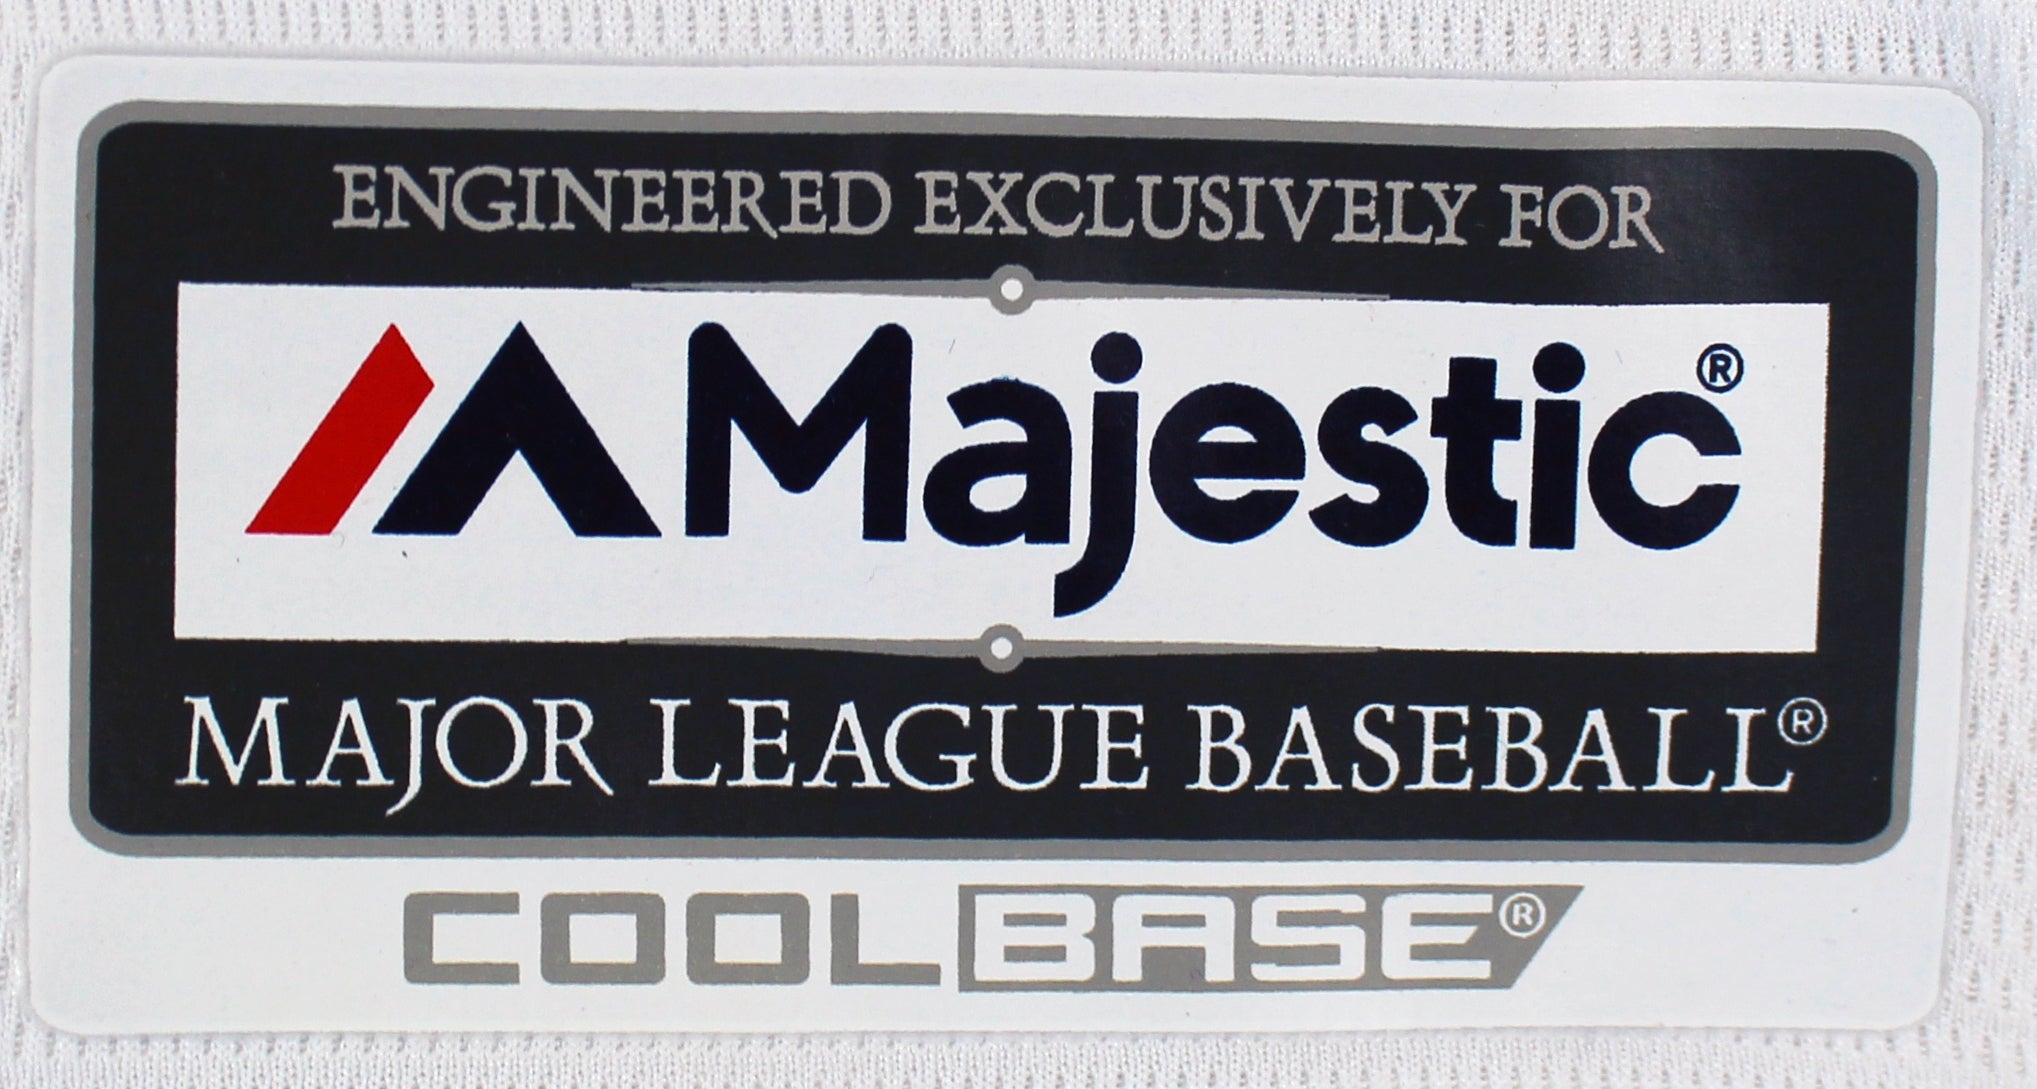 ENGINEERED EXCLUSIVELY FOR
Majestic®
MAJOR LEAGUE BASEBALL®
COOLBASE®